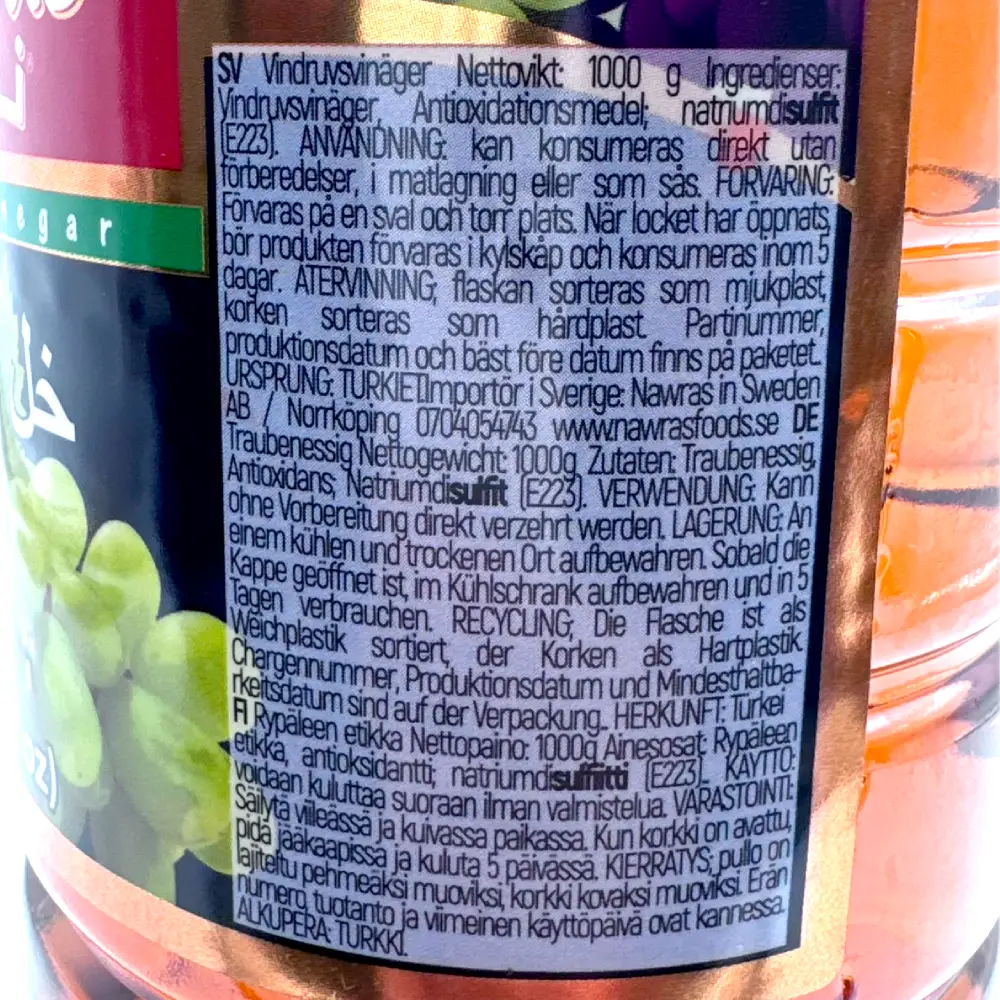 egar
خل
SV Vindruvsvinäger Nettovikt: 1000 g Ingredienser:
Vindruvsvinäger, Antioxidationsmedel; natriumdisulfit
(E223). ANVÄNDNING: kan konsumeras direkt utan
förberedelser, i matlagning eller som sås. FÖRVARING:
Förvaras på en sval och torr plats. När locket har öppnats,
bör produkten förvaras i kylskåp och konsumeras inom 5
dagar. ÅTERVINNING; flaskan sorteras som mjukplast,
korken sorteras som hårdplast. Partinummer,
produktionsdatum och bäst före datum finns på paketet.
URSPRUNG: TURKIET Importör i Sverige: Nawras in Sweden
AB / Norrköping 0704054743 www.nawrasfoods.se DE
Traubenessig Nettogewicht: 1000g Zutaten: Traubenessig,
Antioxidans; Natriumdisulfit (E223). VERWENDUNG: Kann
ohne Vorbereitung direkt verzehrt werden. LAGERUNG: An
einem kühlen und trockenen Ort aufbewahren. Sobald die
Kappe geöffnet ist, im Kühlschrank aufbewahren und in 5
Tagen verbrauchen. RECYCLING; Die Flasche ist als
Weichplastik sortiert, der Korken als Hartplastik
Chargennummer, Produktionsdatum und Mindesthaltba-
rkeitsdatum sind auf der Verpackung. HERKUNFT: Türkei
FI Rypäleen etikka Nettopaino: 1000g Ainesosat: Rypäleen
etikka, antioksidantti; natriumdisulfiitti (E223). KÄYTTÖ:
voidaan kuluttaa suoraan ilman valmistelua. VARASTOINTI:
Säilytä viileässä ja kuivassa paikassa. Kun korkki on avattu,
pidä jääkaapissa ja kuluta 5 päivässä. KIERRÄTYS; pullo on
lajiteltu pehmeäksi muoviksi, korkki kovaksi muoviksi. Erän
numero, tuotanto ja viimeinen käyttöpäivä ovat kannessa.
ALKUPERÄ: TURKKI.